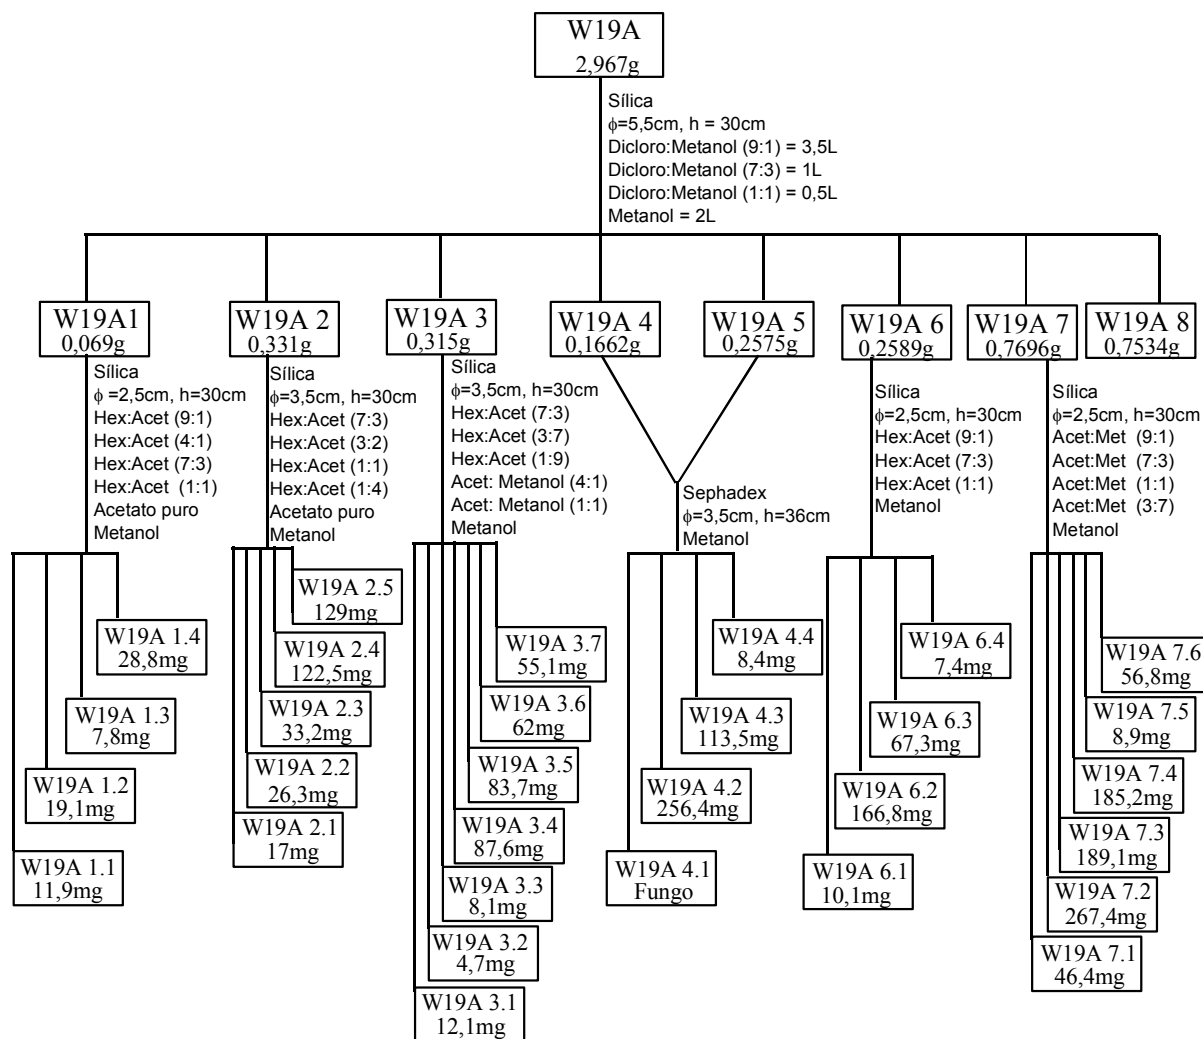 W19A
2,967g
Sílica
ϕ=5,5cm, h = 30cm
Dicloro:Metanol (9:1) = 3,5L
Dicloro:Metanol (7:3) = 1L
Dicloro:Metanol (1:1) = 0,5L
Metanol = 2L
W19A1
0,069g
W19A 2
0,331g
W19A 3
0,315g
W19A 4
0,1662g
W19A 5
0,2575g
W19A 6
0,2589g
W19A 7
0,7696g
W19A 8
0,7534g
Sílica
ϕ =2,5cm, h=30cm
Hex:Acet (9:1)
Hex:Acet (4:1)
Hex:Acet (7:3)
Hex:Acet (1:1)
Acetato puro
Metanol
Sílica
ϕ=3,5cm, h=30cm
Hex:Acet (7:3)
Hex:Acet (3:2)
Hex:Acet (1:1)
Hex:Acet (1:4)
Acetato puro
Metanol
Sílica
ϕ=3,5cm, h=30cm
Hex:Acet (7:3)
Hex:Acet (3:7)
Hex:Acet (1:9)
Acet: Metanol (4:1)
Acet: Metanol (1:1)
Metanol
Sephadex
ϕ=3,5cm, h=36cm
Metanol
Sílica
ϕ=2,5cm, h=30cm
Hex:Acet (9:1)
Hex:Acet (7:3)
Hex:Acet (1:1)
Metanol
Sílica
ϕ=2,5cm, h=30cm
Acet:Met (9:1)
Acet:Met (7:3)
Acet:Met (1:1)
Acet:Met (3:7)
Metanol
W19A 1.4
28,8mg
W19A 1.3
7,8mg
W19A 1.2
19,1mg
W19A 1.1
11,9mg
W19A 2.5
129mg
W19A 2.4
122,5mg
W19A 2.3
33,2mg
W19A 2.2
26,3mg
W19A 2.1
17mg
W19A 3.7
55,1mg
W19A 3.6
62mg
W19A 3.5
83,7mg
W19A 3.4
87,6mg
W19A 3.3
8,1mg
W19A 3.2
4,7mg
W19A 3.1
12,1mg
W19A 4.4
8,4mg
W19A 4.3
113,5mg
W19A 4.2
256,4mg
W19A 4.1
Fungo
W19A 6.4
7,4mg
W19A 6.3
67,3mg
W19A 6.2
166,8mg
W19A 6.1
10,1mg
W19A 7.6
56,8mg
W19A 7.5
8,9mg
W19A 7.4
185,2mg
W19A 7.3
189,1mg
W19A 7.2
267,4mg
W19A 7.1
46,4mg